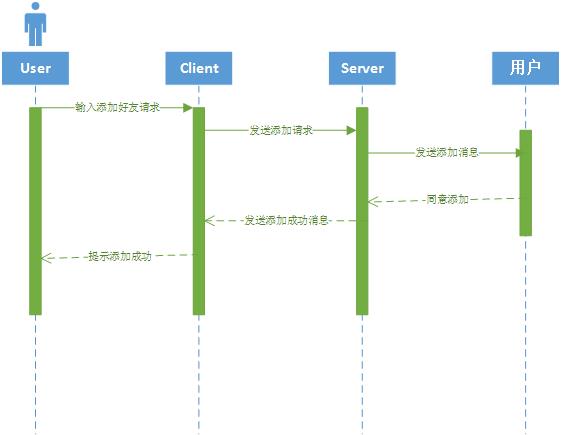 User
Client
Server
用户
输入添加好友请求
发送添加请求
发送添加消息
同意添加
发送添加成功消息
提示添加成功